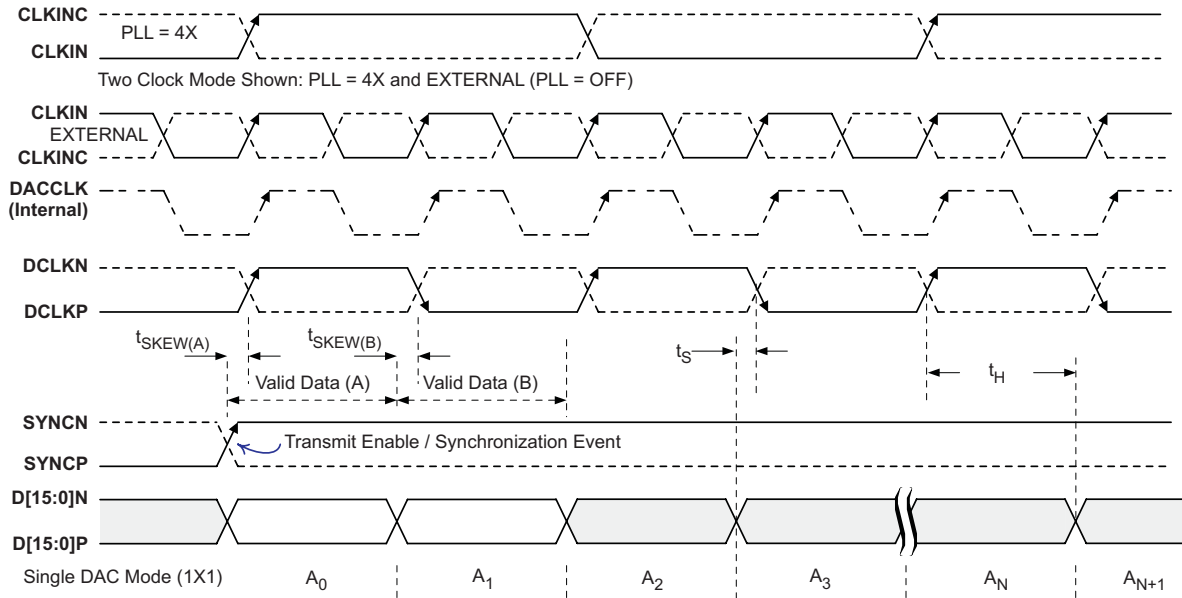 CLKINC
PLL = 4X
CLKIN
Two Clock Mode Shown: PLL = 4X and EXTERNAL (PLL = OFF)
CLKIN
EXTERNAL
CLKINC
DACCLK
(Internal)
DCLKN
DCLKP
tSKEW(A) tSKEW(B) tS tH
Valid Data (A) Valid Data (B)
SYNCN
Transmit Enable / Synchronization Event
SYNCP
D[15:0]N
D[15:0]P
Single DAC Mode (1X1) A0 A1 A2 A3 AN AN+1